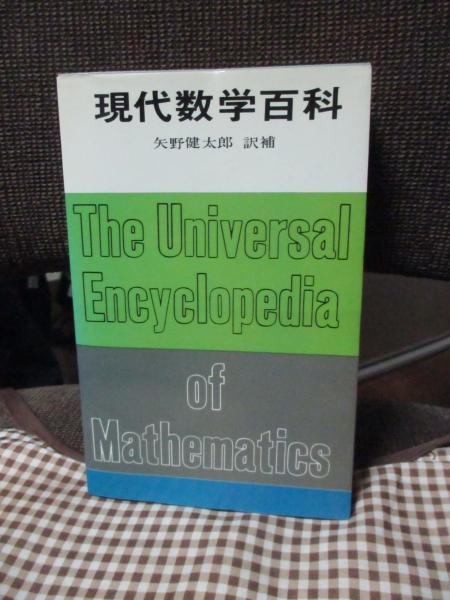 現代数学百科
矢野健太郎 訳補
The Universal
Encyclopedia
of
Mathematics